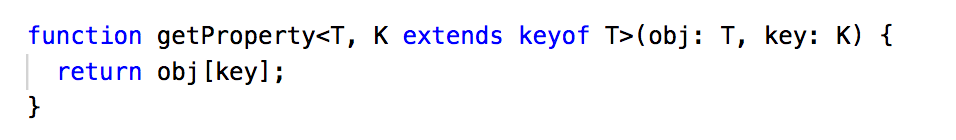 function getProperty<T, K extends keyof T>(obj: T, key: K) {
  return obj[key];
}